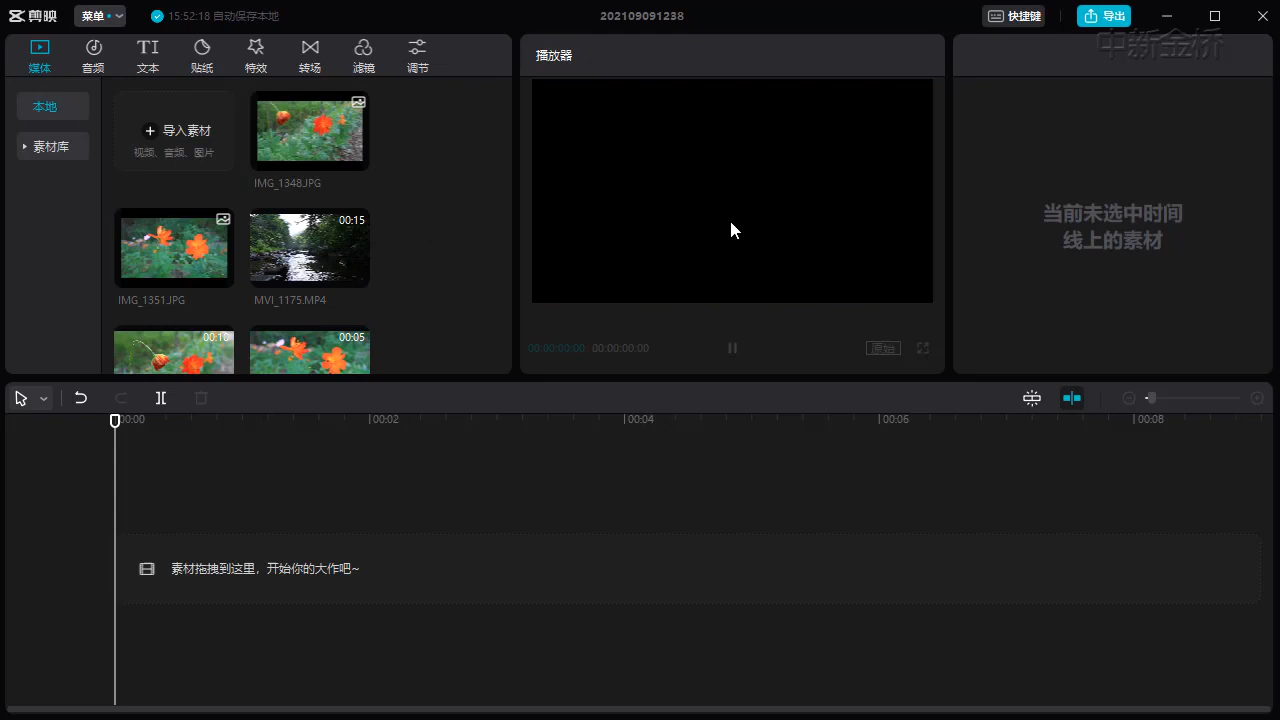 剪映
菜单
15:52:18 自动保存本地
202109091238
快捷键
导出
中新金桥
媒体
音频
文本
贴纸
特效
转场
滤镜
调节
播放器
本地
素材库
导入素材
视频、音频、图片
IMG_1348.JPG
00:15
IMG_1351.JPG
MVI_1175.MP4
00:10
00:05
00:00:00:00
00:00:00:00
原始
当前未选中时间
线上的素材
00:00
00:02
00:04
00:06
00:08
素材拖拽到这里，开始你的大作吧~